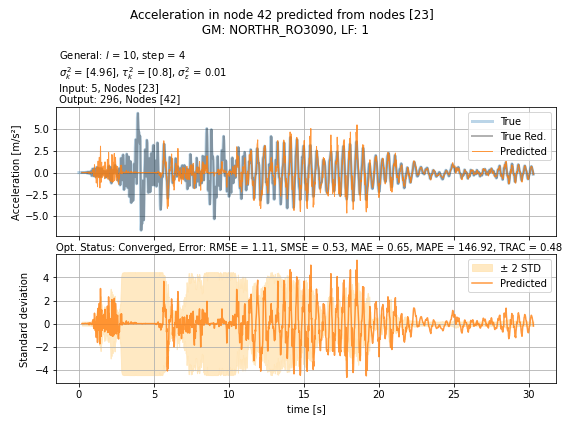 Acceleration in node 42 predicted from nodes [23]
GM: NORTHR_RO3090, LF: 1
General: l = 10, step = 4
σ²ₖ = [4.96], τ²ₖ = [0.8], σ²ε = 0.01
Input: 5, Nodes [23]
Output: 296, Nodes [42]
Acceleration [m/s²]
5.0
2.5
0.0
−2.5
−5.0
True
True Red.
Predicted
Opt. Status: Converged, Error: RMSE = 1.11, SMSE = 0.53, MAE = 0.65, MAPE = 146.92, TRAC = 0.48
Standard deviation
4
2
0
−2
−4
± 2 STD
Predicted
0 5 10 15 20 25 30
time [s]